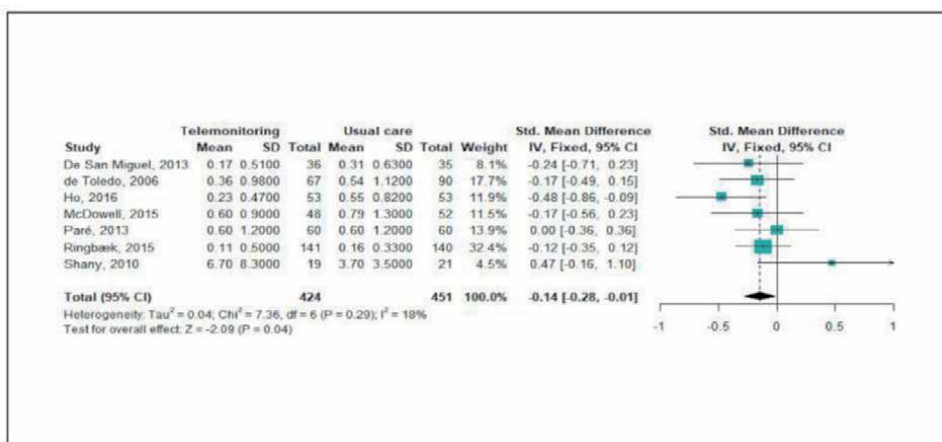 Telemonitoring Usual care Std. Mean Difference Std. Mean Difference
Study Mean SD Total Mean SD Total Weight IV, Fixed, 95% CI IV, Fixed, 95% CI
De San Miguel, 2013 0.17 0.5100 36 0.31 0.6300 35 8.1% -0.24 [-0.71, 0.23]
de Toledo, 2006 0.36 0.9800 67 0.54 1.1200 90 17.7% -0.17 [-0.49, 0.15]
Ho, 2016 0.23 0.4700 53 0.55 0.8200 53 11.9% -0.48 [-0.86, -0.09]
McDowell, 2015 0.60 0.9000 48 0.79 1.3000 52 11.5% -0.17 [-0.56, 0.23]
Paré, 2013 0.60 1.2000 60 0.60 1.2000 60 13.9% 0.00 [-0.36, 0.36]
Ringbæk, 2015 0.11 0.5000 141 0.16 0.3300 140 32.4% -0.12 [-0.35, 0.12]
Shany, 2010 6.70 8.3000 19 3.70 3.5000 21 4.5% 0.47 [-0.16, 1.10]
Total (95% CI) 424 451 100.0% -0.14 [-0.28, -0.01]
Heterogeneity: Tau² = 0.04; Chi² = 7.36, df = 6 (P = 0.29); I² = 18%
Test for overall effect: Z = -2.09 (P = 0.04)
-1 -0.5 0 0.5 1